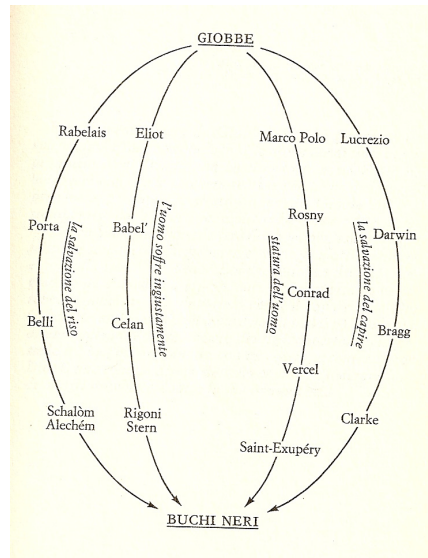 GIOBBE
Rabelais
Eliot
Marco Polo
Lucrezio
Porta
Babel'
Rosny
Darwin
la salvazione del riso
l'uomo soffre ingiustamente
statura dell'uomo
la salvazione del capire
Belli
Celan
Conrad
Bragg
Vercel
Schalòm
Alechém
Rigoni
Stern
Saint-Exupéry
Clarke
BUCHI NERI